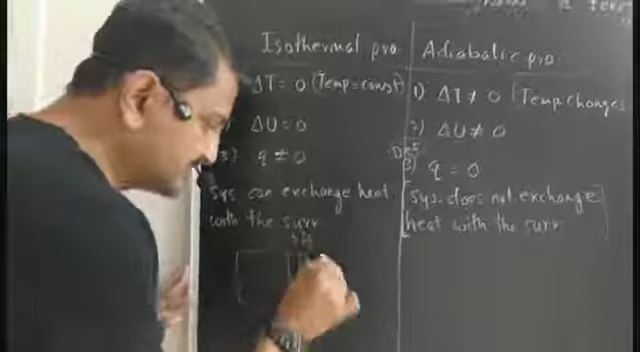 Isothermal pro. Adiabatic pro.
ΔT = 0 (Temp = const) 1) ΔT ≠ 0 (Temp changes
ΔU = 0 2) ΔU ≠ 0
3) q ≠ 0 3) q = 0
Sys can exchange heat. Sys. does not exchange
with the surr heat with the surr